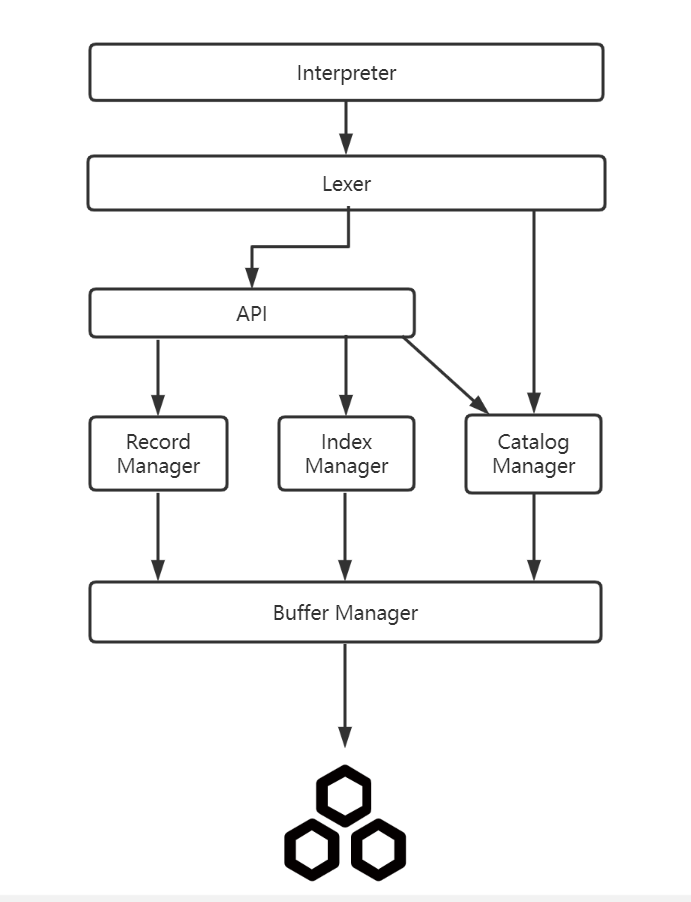 Interpreter
Lexer
API
Record
Manager
Index
Manager
Catalog
Manager
Buffer Manager